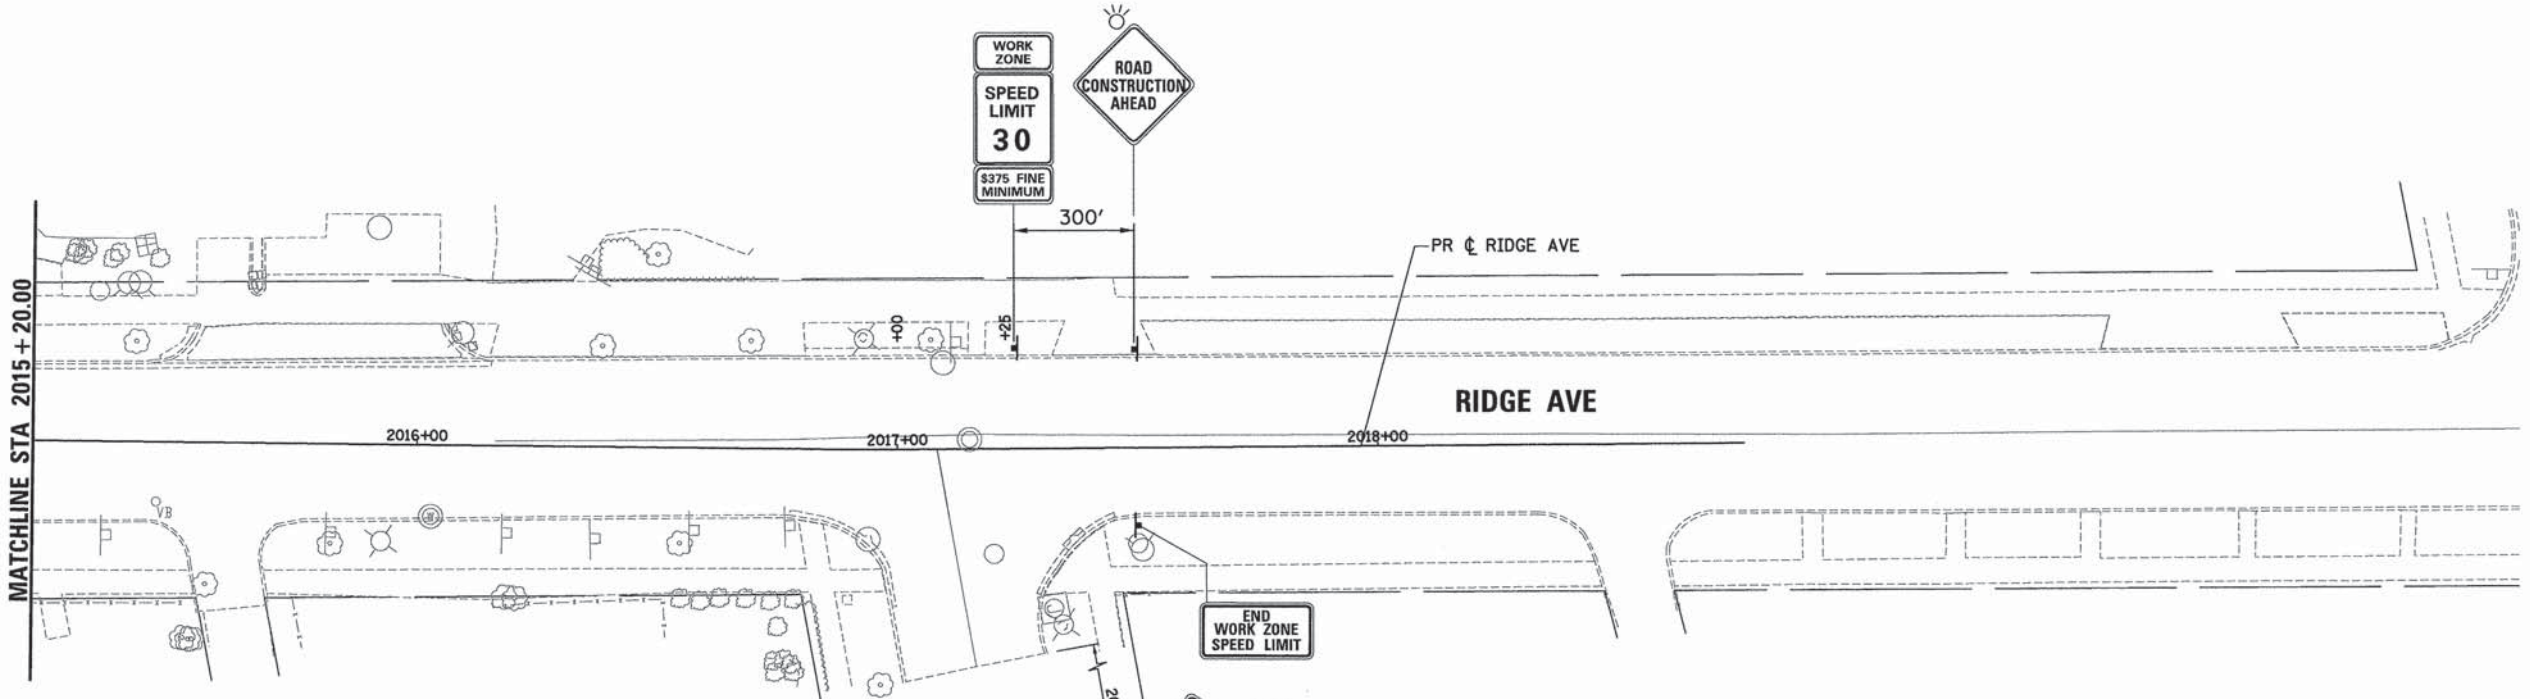 WORK
ZONE
SPEED
LIMIT
30
$375 FINE
MINIMUM
ROAD
CONSTRUCTION
AHEAD
300'
PR ℄ RIDGE AVE
MATCHLINE STA 2015 + 20.00
+00
+25
RIDGE AVE
2016+00
2017+00
2018+00
VB
W
END
WORK ZONE
SPEED LIMIT